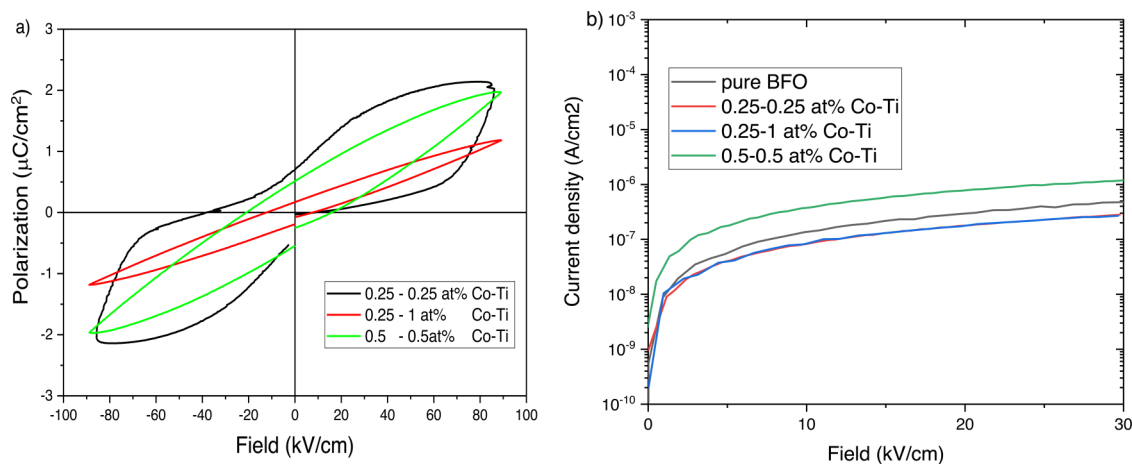 a)
Polarization (μC/cm²)
3
2
1
0
-1
-2
-3
-100 -80 -60 -40 -20 0 20 40 60 80 100
Field (kV/cm)
0.25 - 0.25 at% Co-Ti
0.25 - 1 at% Co-Ti
0.5 - 0.5at% Co-Ti
b)
Current density (A/cm2)
10⁻³
10⁻⁴
10⁻⁵
10⁻⁶
10⁻⁷
10⁻⁸
10⁻⁹
10⁻¹⁰
0 10 20 30
Field (kV/cm)
pure BFO
0.25-0.25 at% Co-Ti
0.25-1 at% Co-Ti
0.5-0.5 at% Co-Ti